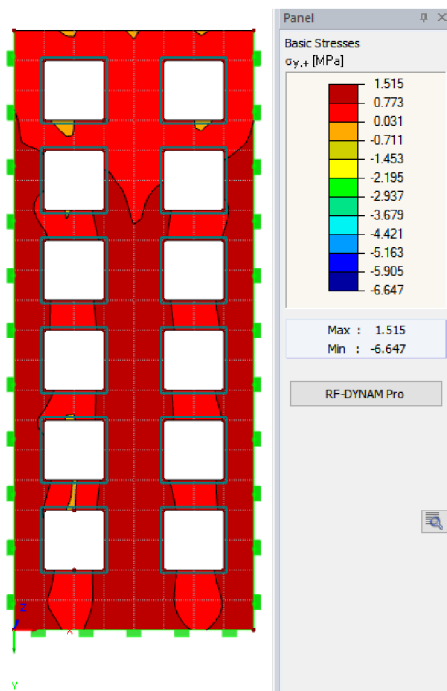 Panel
Basic Stresses
σy,+ [MPa]
1.515
0.773
0.031
-0.711
-1.453
-2.195
-2.937
-3.679
-4.421
-5.163
-5.905
-6.647
Max : 1.515
Min : -6.647
RF-DYNAM Pro
Z
Y